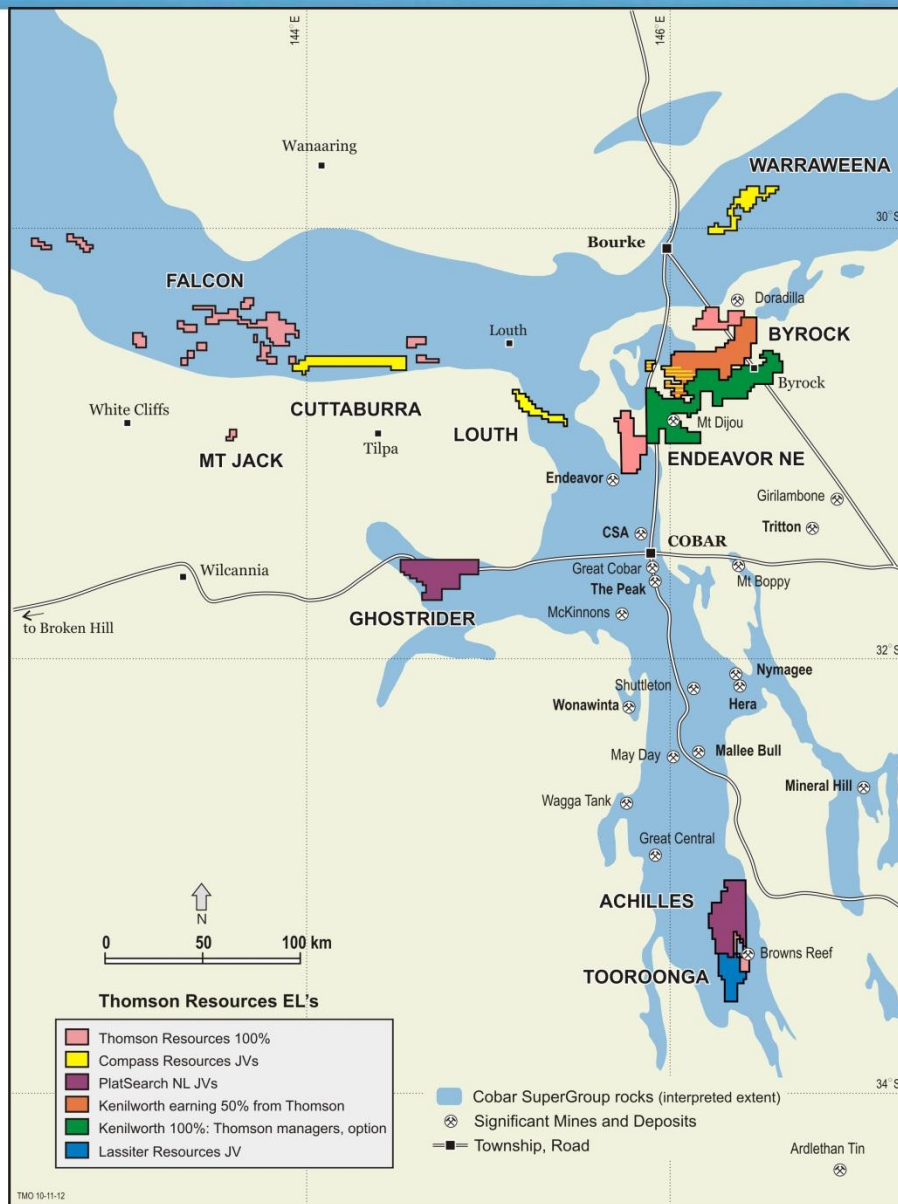 144° E
146° E
Wanaaring
WARRAWEENA
30°
Bourke
FALCON
Doradilla
BYROCK
Louth
Byrock
White Cliffs
CUTTABURRA
Mt Dijou
LOUTH
MT JACK
Tilpa
ENDEAVOR NE
Endeavor
Girilambone
CSA
Tritton
COBAR
Great Cobar
Mt Boppy
Wilcannia
The Peak
to Broken Hill
GHOSTRIDER
McKinnons
32° S
Nymagee
Shuttleton
Hera
Wonawinta
May Day
Mallee Bull
Mineral Hill
Wagga Tank
Great Central
ACHILLES
N
0 50 100 km
Browns Reef
TOOROONGA
Thomson Resources EL's
Thomson Resources 100%
Compass Resources JVs
PlatSearch NL JVs
Kenilworth earning 50% from Thomson
Kenilworth 100%: Thomson managers, option
Lassiter Resources JV
34° S
Cobar SuperGroup rocks (interpreted extent)
Significant Mines and Deposits
Township, Road
Ardlethan Tin
TMO 10-11-12